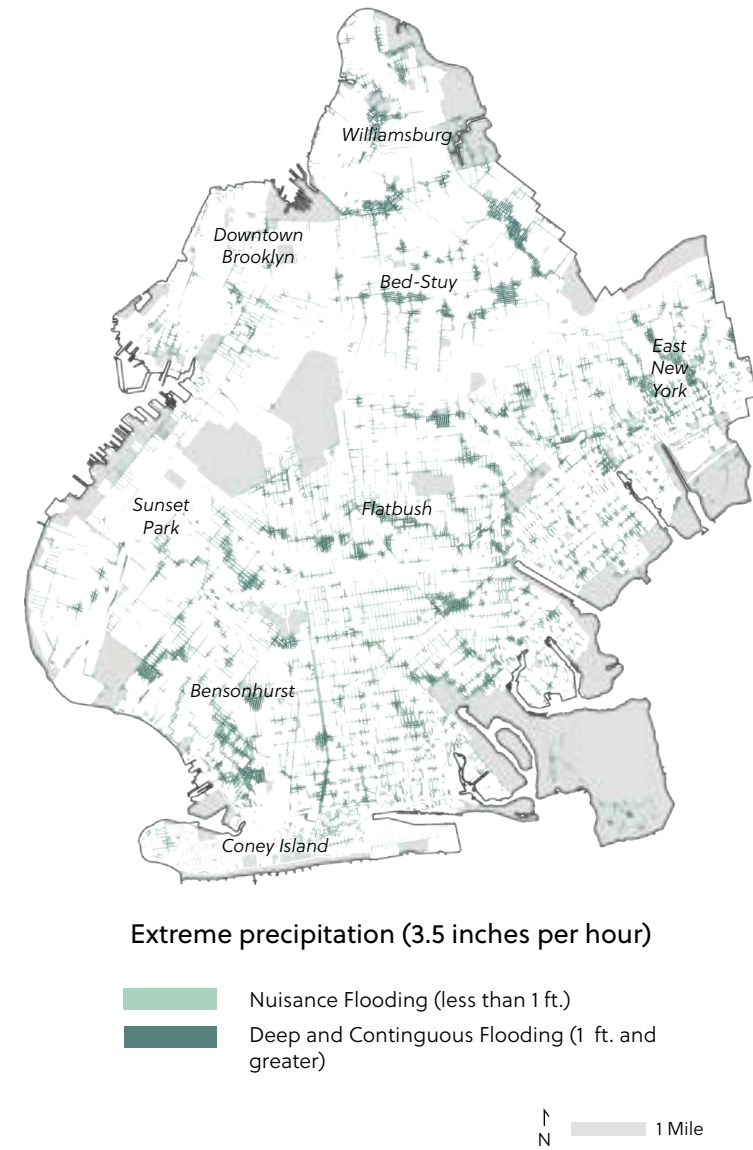 Williamsburg
Downtown
Brooklyn
Bed-Stuy
East
New
York
Sunset
Park
Flatbush
Bensonhurst
Coney Island
Extreme precipitation (3.5 inches per hour)
Nuisance Flooding (less than 1 ft.)
Deep and Continguous Flooding (1 ft. and
greater)
N
1 Mile